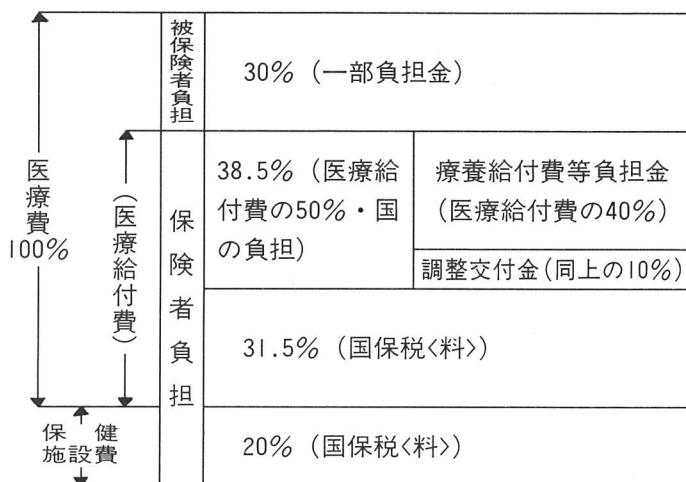 被保険者負担
30%(一部負担金)
医療費
100%
(医療給付費)
保険者負担
38.5%(医療給
付費の50%・国
の負担)
療養給付費等負担金
(医療給付費の40%)
調整交付金(同上の10%)
31.5%(国保税<料>)
保健
施設費
20%(国保税<料>)